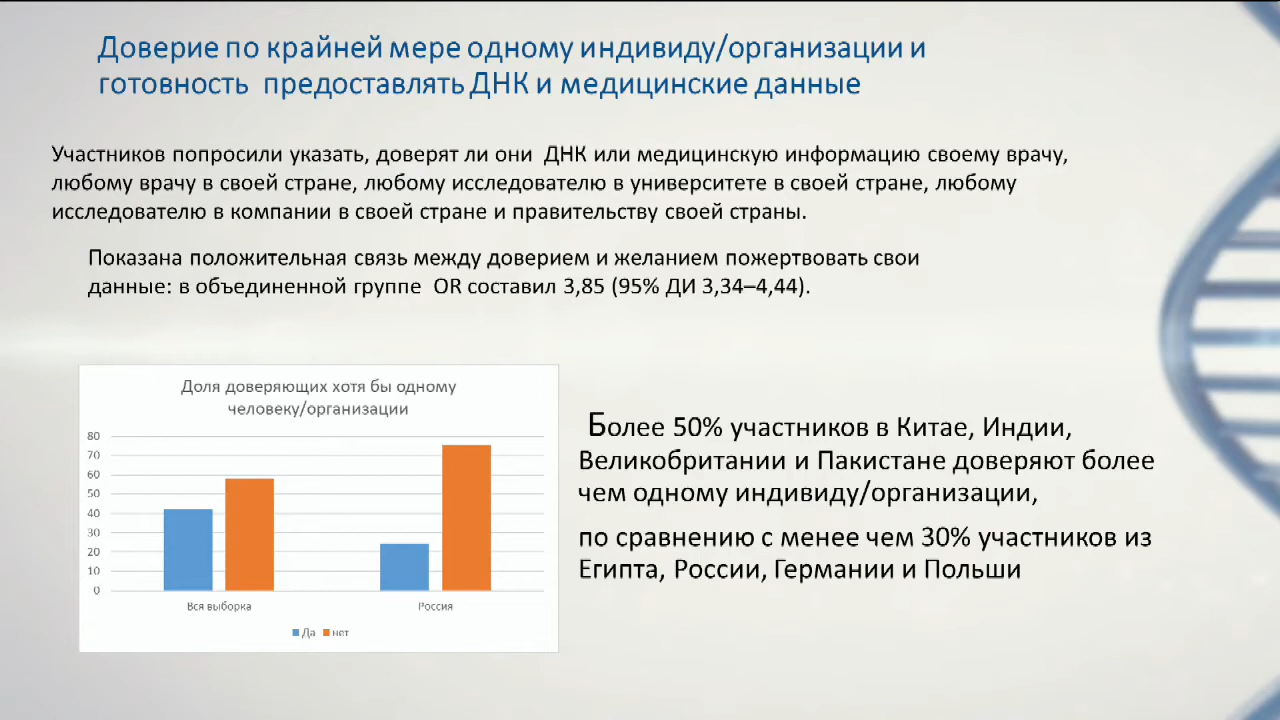 Доверие по крайней мере одному индивиду/организации и
готовность предоставлять ДНК и медицинские данные
Участников попросили указать, доверят ли они ДНК или медицинскую информацию своему врачу,
любому врачу в своей стране, любому исследователю в университете в своей стране, любому
исследователю в компании в своей стране и правительству своей страны.
Показана положительная связь между доверием и желанием пожертвовать свои
данные: в объединенной группе OR составил 3,85 (95% ДИ 3,34–4,44).
Доля доверяющих хотя бы одному
человеку/организации
80
70
60
50
40
30
20
10
0
Вся выборка
Россия
Да нет
Более 50% участников в Китае, Индии,
Великобритании и Пакистане доверяют более
чем одному индивиду/организации,
по сравнению с менее чем 30% участников из
Египта, России, Германии и Польши